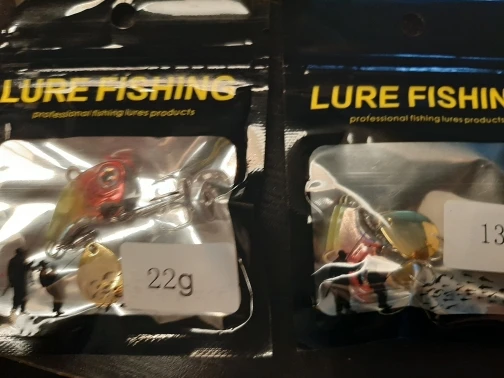 LURE FISHING
professional fishing lures products
22g
LURE FISHIN
professional fishing lures products
13